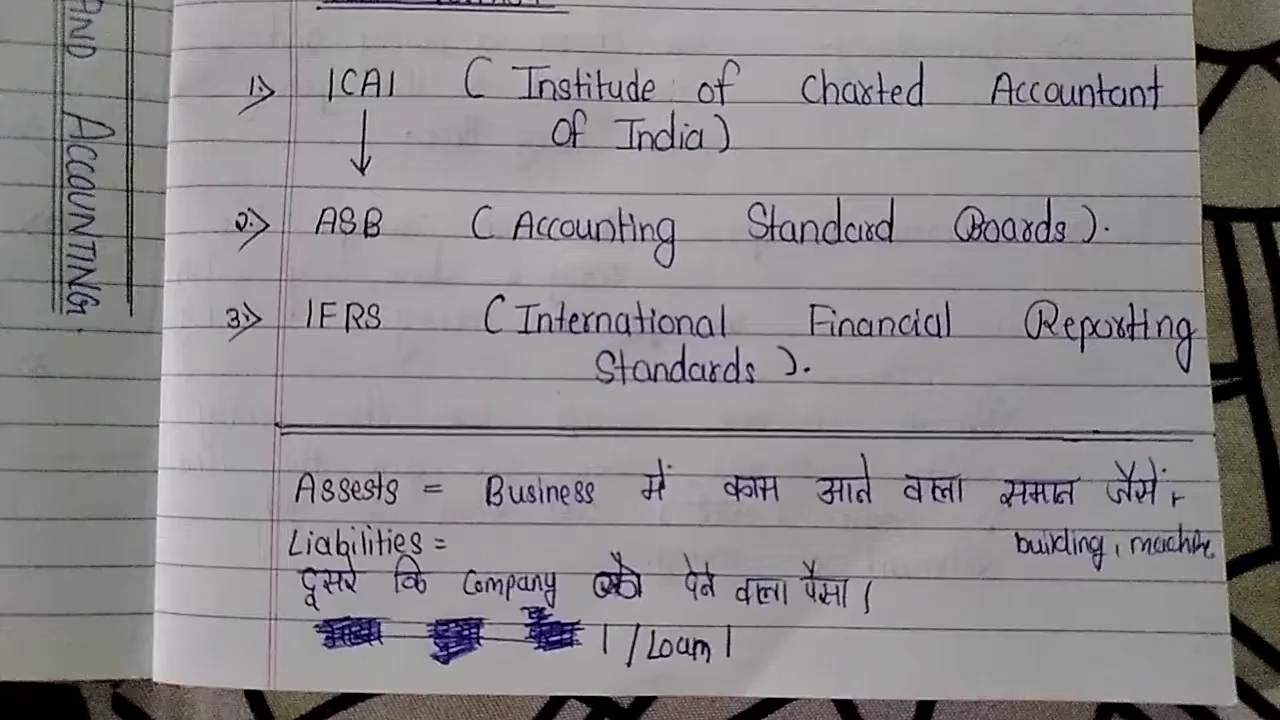 AND ACCOUNTING.
1.> ICAI ( Institude of Charted Accountant
of India)
2.> ASB ( Accounting Standard Boards ).
3.> IFRS ( International Financial Reporting
Standards ).
Assests = Business में काम आने वाला समान जैसें
Liabilities = building, machine
दूसरे कि Company को पेने वाला पैसा /
| /Loan |